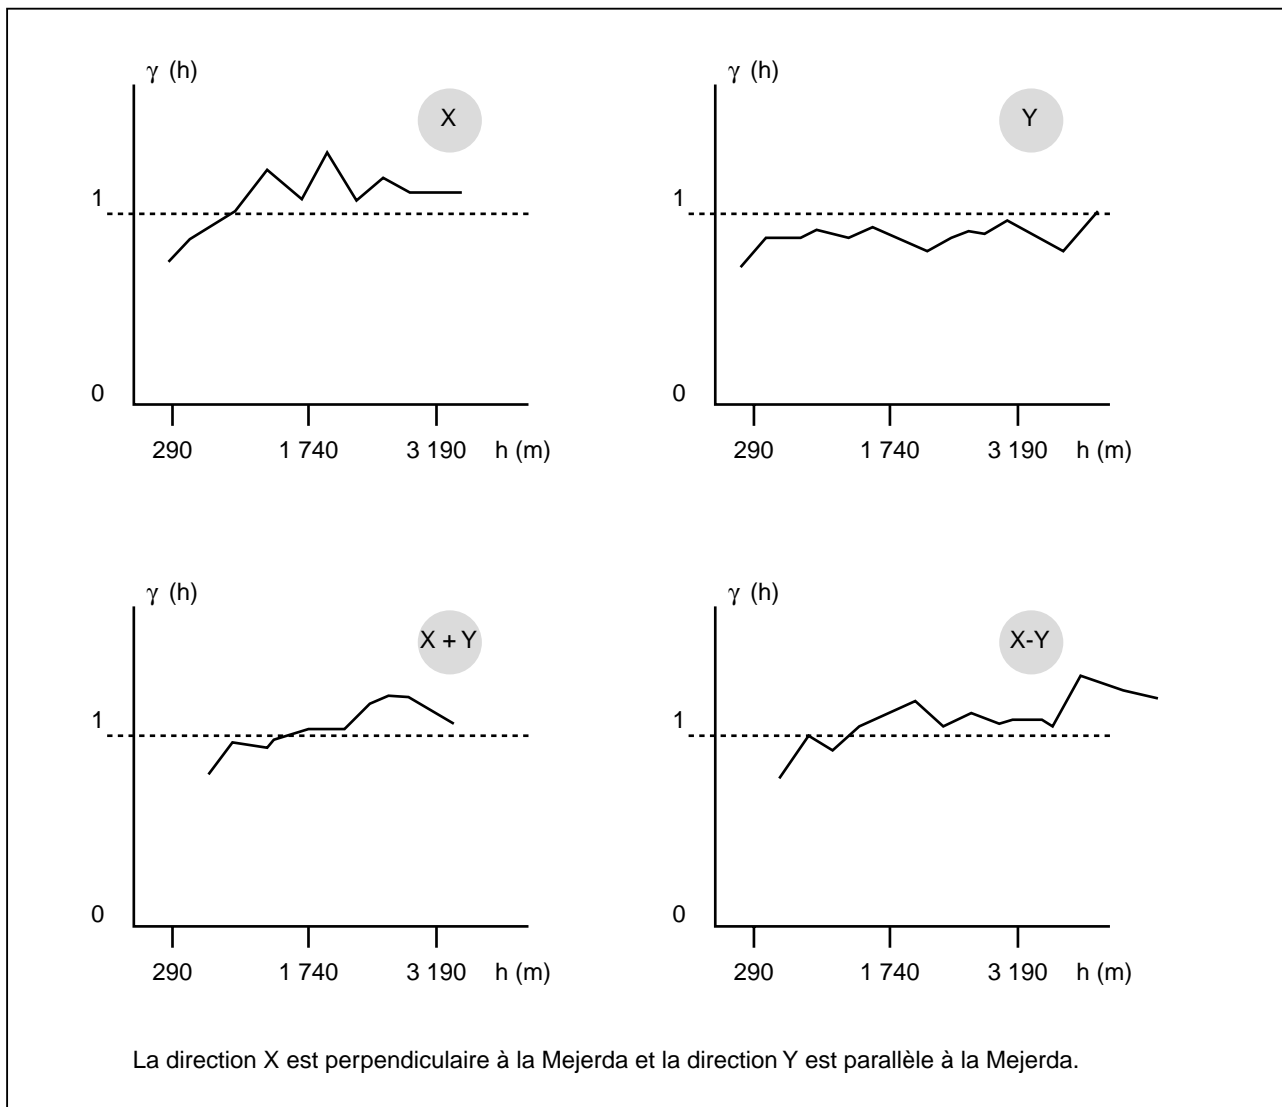 γ (h)
X
1
0
290 1 740 3 190 h (m)
γ (h)
Y
1
0
290 1 740 3 190 h (m)
γ (h)
X + Y
1
0
290 1 740 3 190 h (m)
γ (h)
X-Y
1
0
290 1 740 3 190 h (m)
La direction X est perpendiculaire à la Mejerda et la direction Y est parallèle à la Mejerda.